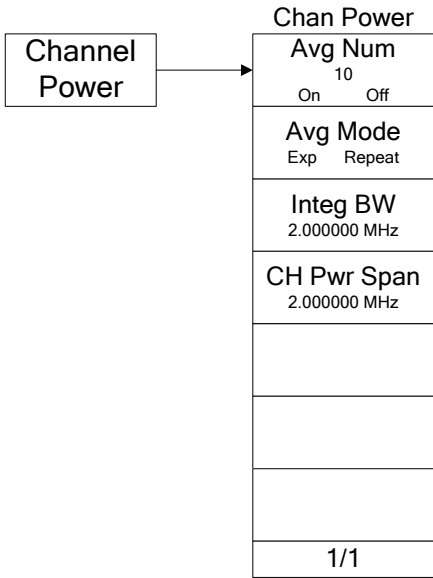 Chan Power
Channel
Power
Avg Num
10
On Off
Avg Mode
Exp Repeat
Integ BW
2.000000 MHz
CH Pwr Span
2.000000 MHz
1/1